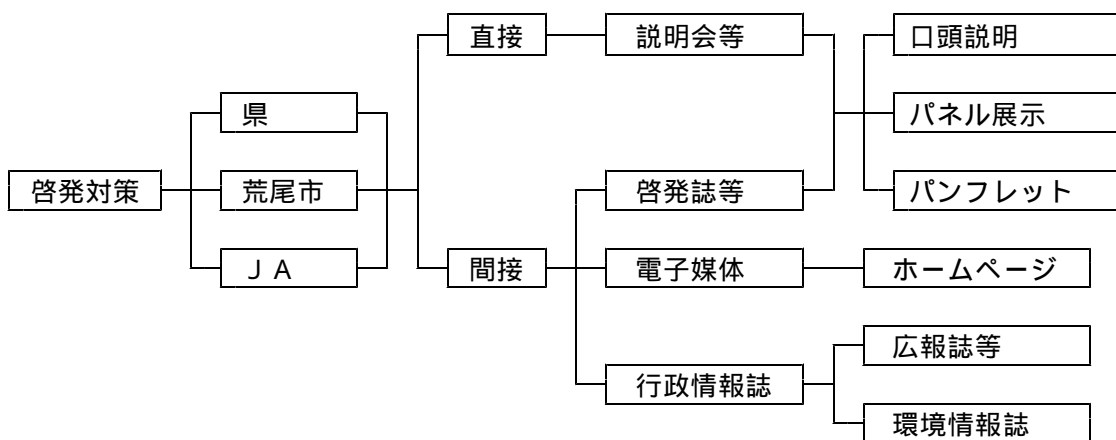 直接
説明会等
口頭説明
県
パネル展示
啓発対策
荒尾市
啓発誌等
パンフレット
ＪＡ
間接
電子媒体
ホームページ
広報誌等
行政情報誌
環境情報誌